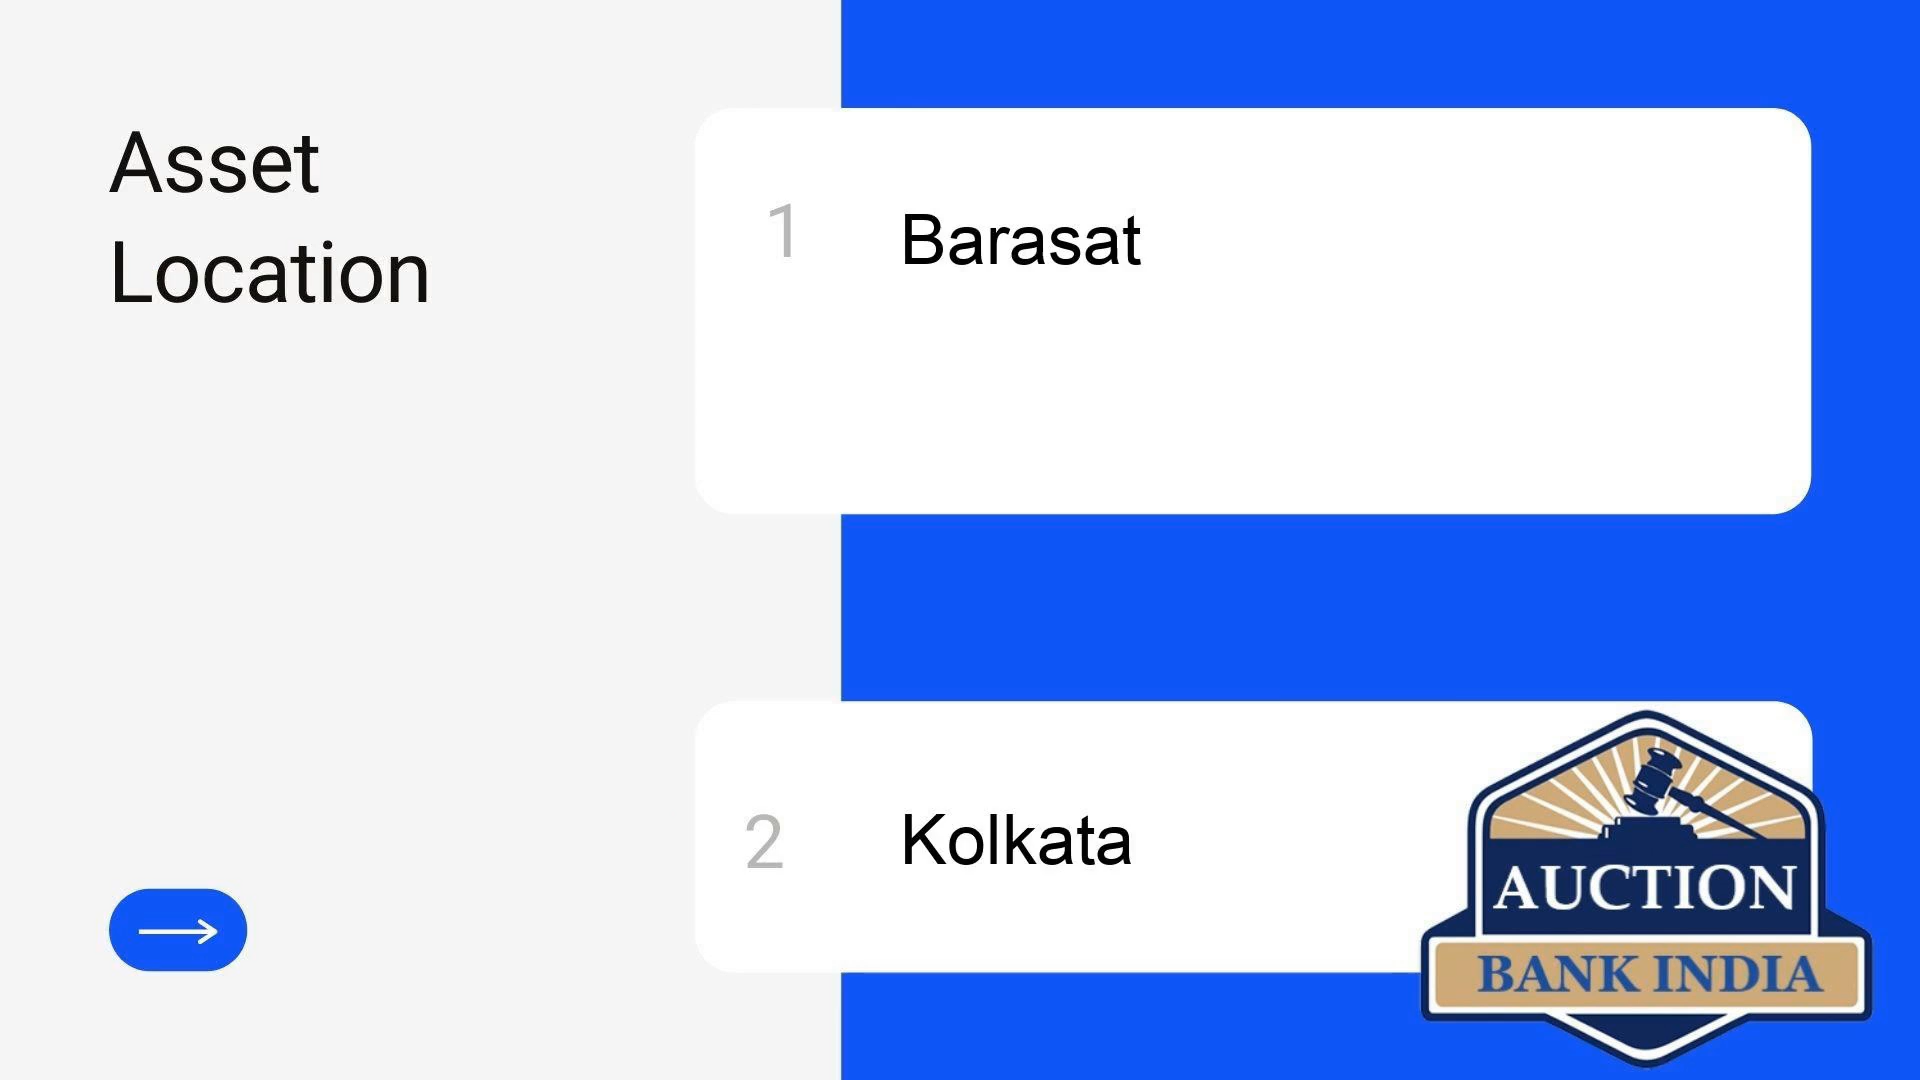 Asset
Location
1
Barasat
2
Kolkata
AUCTION
BANK INDIA